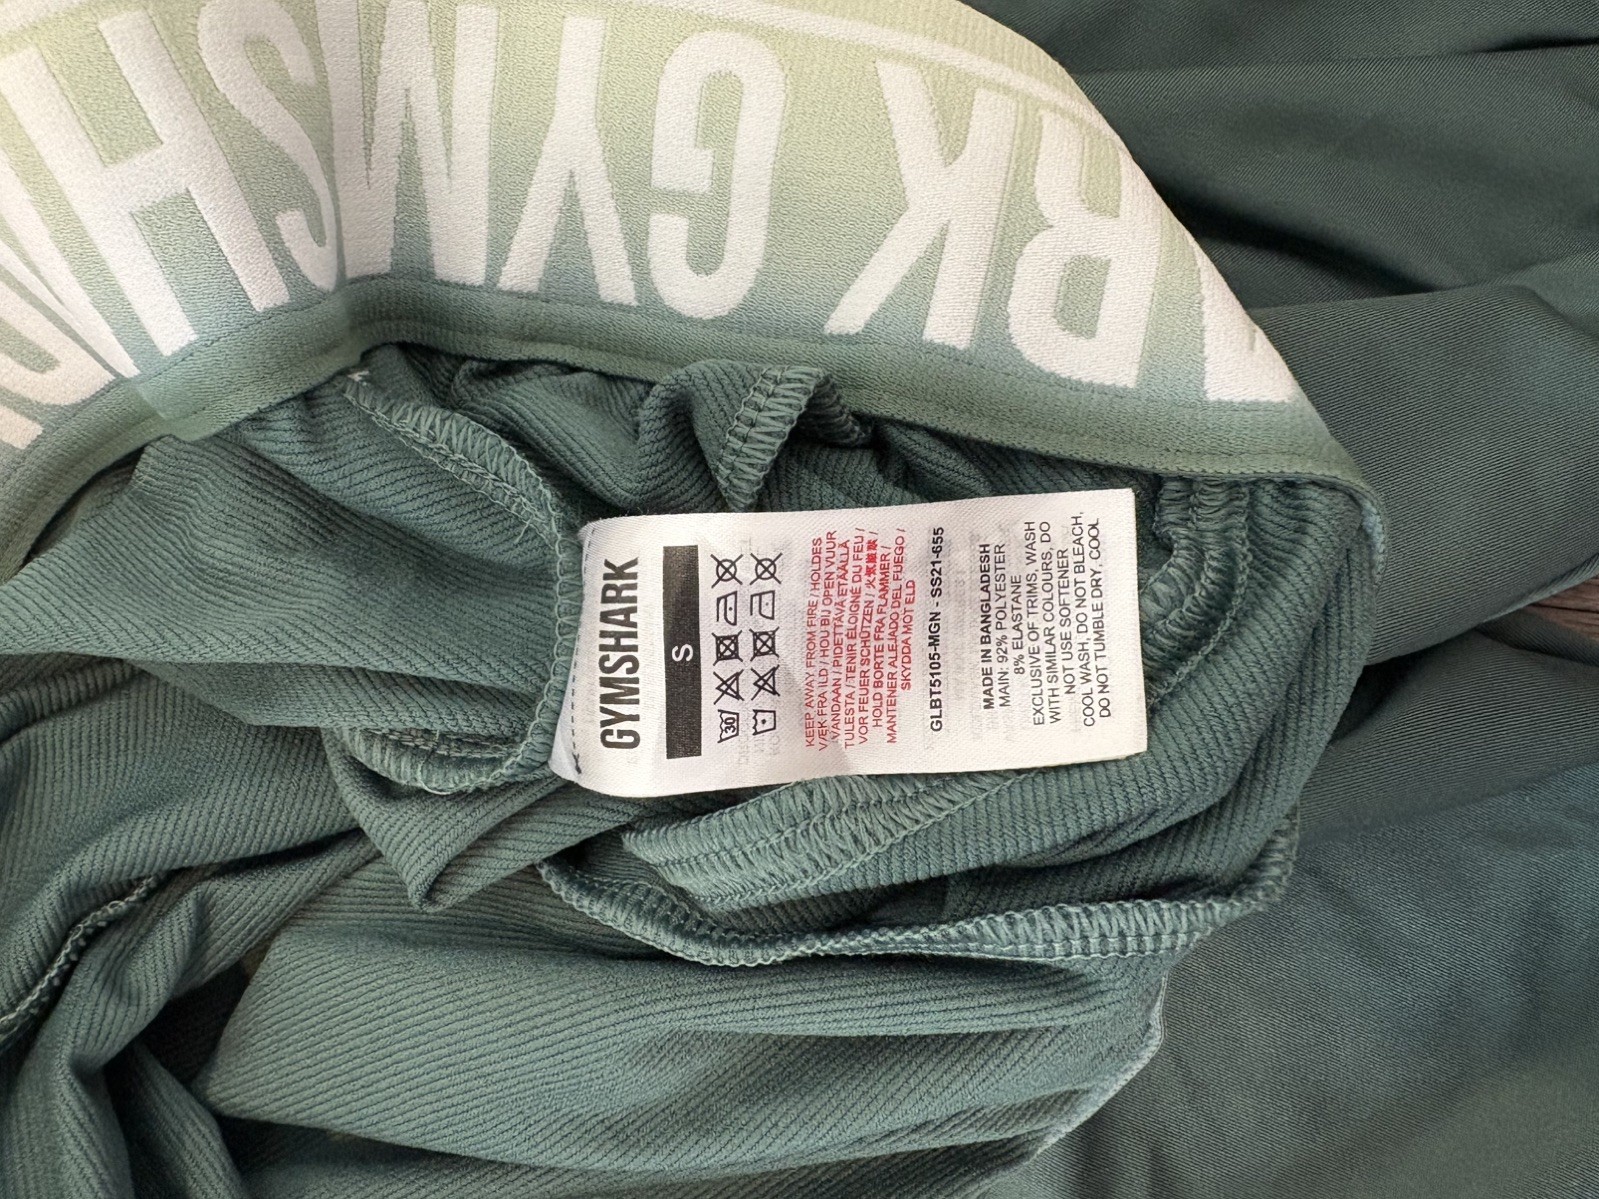 RK GYMSH
GYMSHARK
S
30
KEEP AWAY FROM FIRE / HOLDES
VÆK FRA ILD / HOU BIJ OPEN VUUR
VANDAAN / PIDETTÄVÄ ETÄÄLLÄ
TULESTA / TENIR ÉLOIGNÉ DU FEU /
VOR FEUER SCHÜTZEN / 火気厳禁 /
HOLD BORTE FRA FLAMMER /
MANTENER ALEJADO DEL FUEGO /
SKYDDA MOT ELD
GLBT5105-MGN - SS21-655
MADE IN BANGLADESH
MAIN: 92% POLYESTER
8% ELASTANE
EXCLUSIVE OF TRIMS, WASH
WITH SIMILAR COLOURS, DO
NOT USE SOFTENER
COOL WASH, DO NOT BLEACH,
DO NOT TUMBLE DRY, COOL